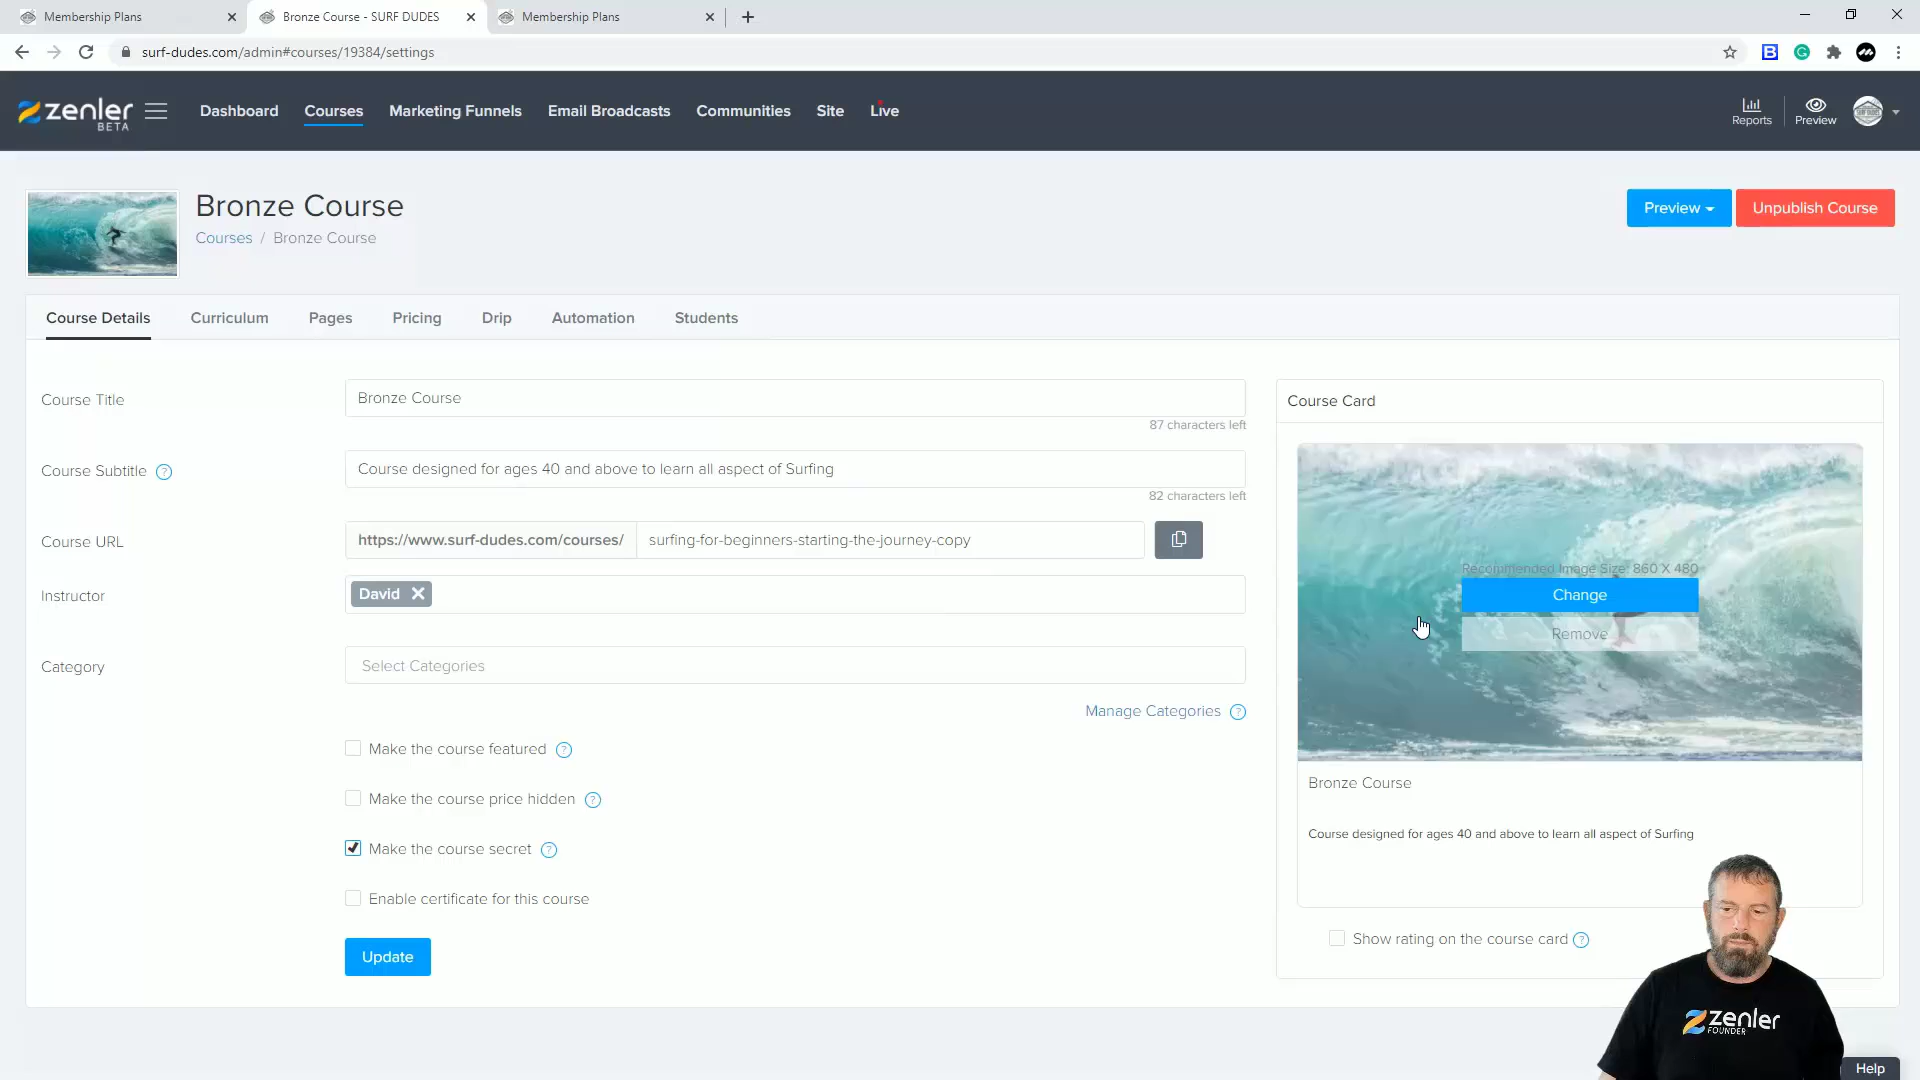 Membership Plans
Bronze Course - SURF DUDES
Membership Plans
surf-dudes.com/admin#courses/19384/settings
zenler
BETA
Dashboard
Courses
Marketing Funnels
Email Broadcasts
Communities
Site
Live
Reports
Preview
Bronze Course
Courses / Bronze Course
Preview
Unpublish Course
Course Details
Curriculum
Pages
Pricing
Drip
Automation
Students
Course Title
Bronze Course
87 characters left
Course Subtitle ?
Course designed for ages 40 and above to learn all aspect of Surfing
82 characters left
Course URL
https://www.surf-dudes.com/courses/
surfing-for-beginners-starting-the-journey-copy
Instructor
David
Category
Select Categories
Manage Categories ?
Make the course featured ?
Make the course price hidden ?
Make the course secret ?
Enable certificate for this course
Update
Course Card
Recommended Image Size: 860 X 480
Change
Remove
Bronze Course
Course designed for ages 40 and above to learn all aspect of Surfing
Show rating on the course card ?
zenler
FOUNDER
Help